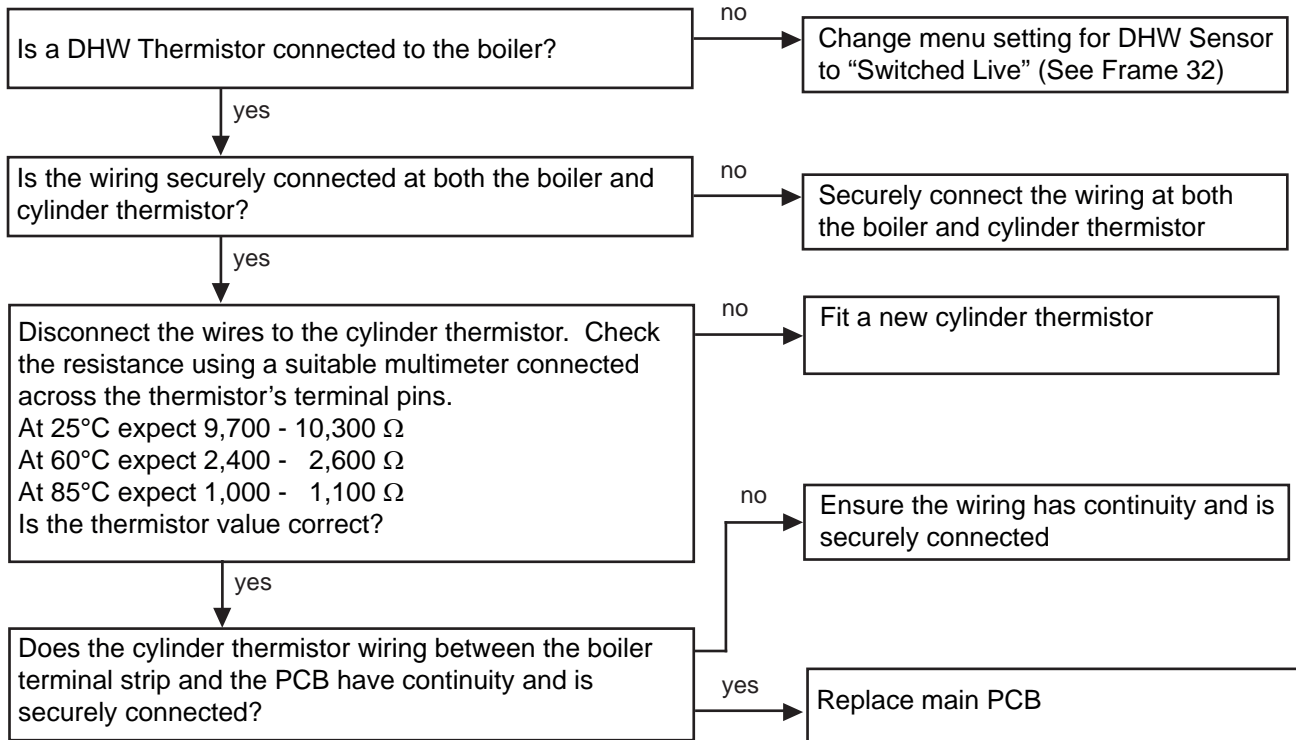 Is a DHW Thermistor connected to the boiler?
no
Change menu setting for DHW Sensor
to “Switched Live” (See Frame 32)
yes
Is the wiring securely connected at both the boiler and
cylinder thermistor?
no
Securely connect the wiring at both
the boiler and cylinder thermistor
yes
Disconnect the wires to the cylinder thermistor.  Check
the resistance using a suitable multimeter connected
across the thermistor’s terminal pins.
At 25°C expect 9,700 - 10,300 Ω
At 60°C expect 2,400 -   2,600 Ω
At 85°C expect 1,000 -   1,100 Ω
Is the thermistor value correct?
no
Fit a new cylinder thermistor
no
Ensure the wiring has continuity and is
securely connected
yes
Does the cylinder thermistor wiring between the boiler
terminal strip and the PCB have continuity and is
securely connected?
yes
Replace main PCB